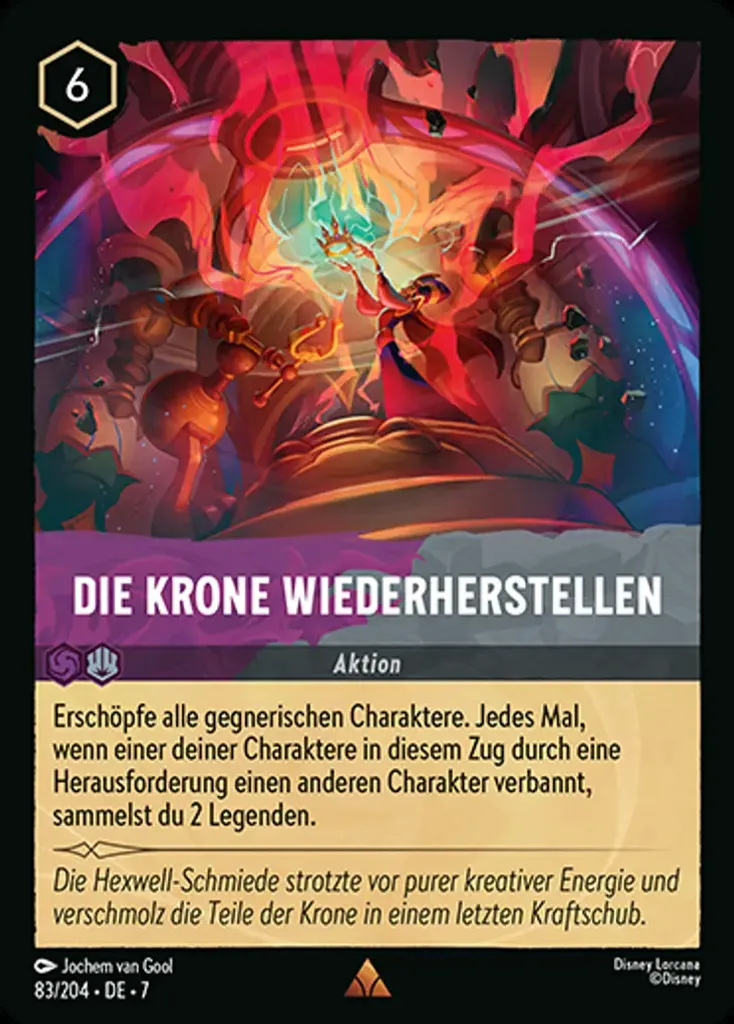 6
DIE KRONE WIEDERHERSTELLEN
Aktion
Erschöpfe alle gegnerischen Charaktere. Jedes Mal,
wenn einer deiner Charaktere in diesem Zug durch eine
Herausforderung einen anderen Charakter verbannt,
sammelst du 2 Legenden.
Die Hexwell-Schmiede strotzte vor purer kreativer Energie und
verschmolz die Teile der Krone in einem letzten Kraftschub.
Jochem van Gool
Disney Lorcana
83/204 • DE • 7
©Disney